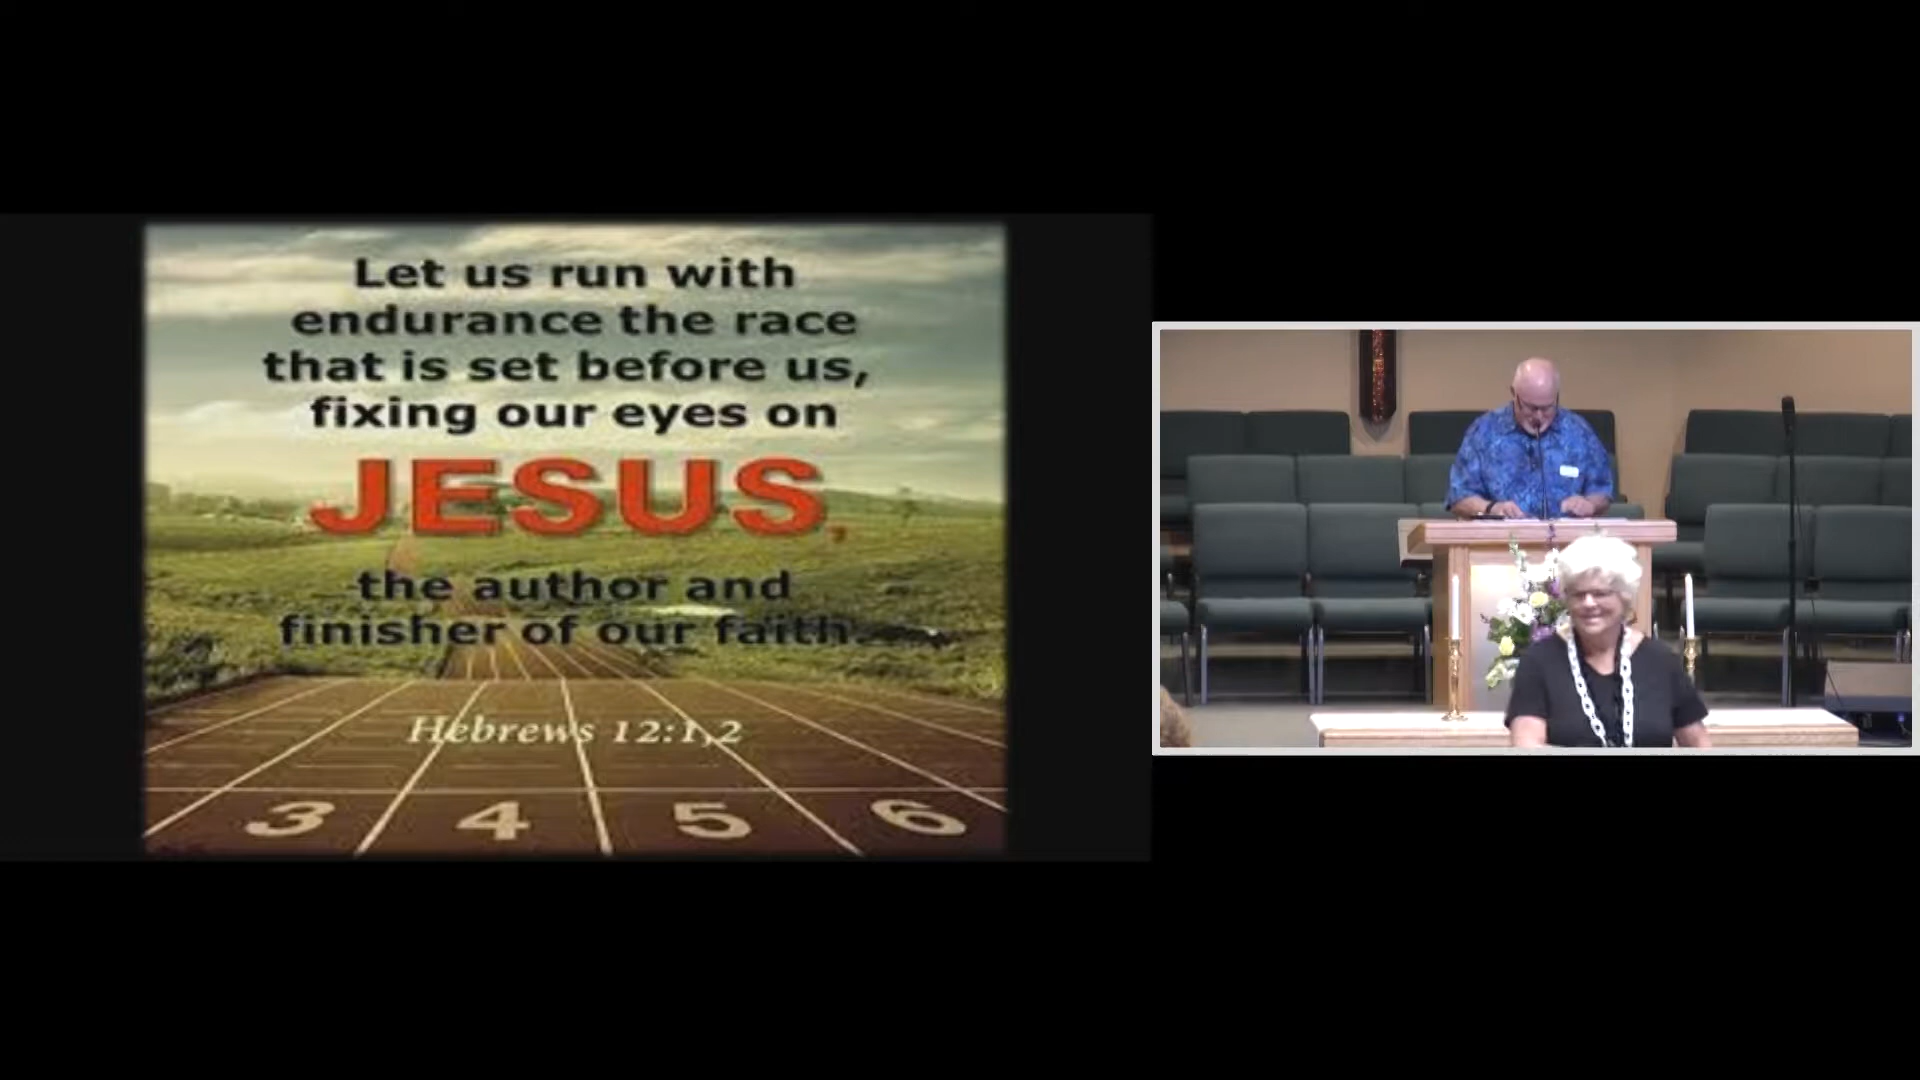 Let us run with
endurance the race
that is set before us,
fixing our eyes on
JESUS,
the author and
finisher of our faith.
Hebrews 12:1,2
3 4 5 6